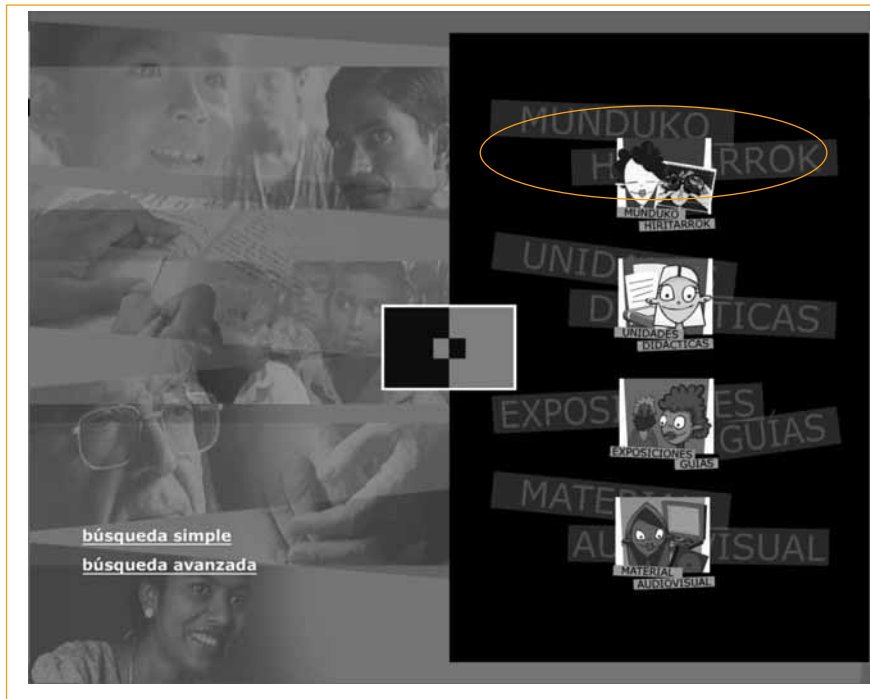 búsqueda simple
búsqueda avanzada
MUNDUKO
HIRITARROK
MUNDUKO
HIRITARROK
UNIDADES
DIDÁCTICAS
UNIDADES
DIDÁCTICAS
EXPOSICIONES
GUÍAS
EXPOSICIONES
GUÍAS
MATERIAL
AUDIOVISUAL
MATERIAL
AUDIOVISUAL